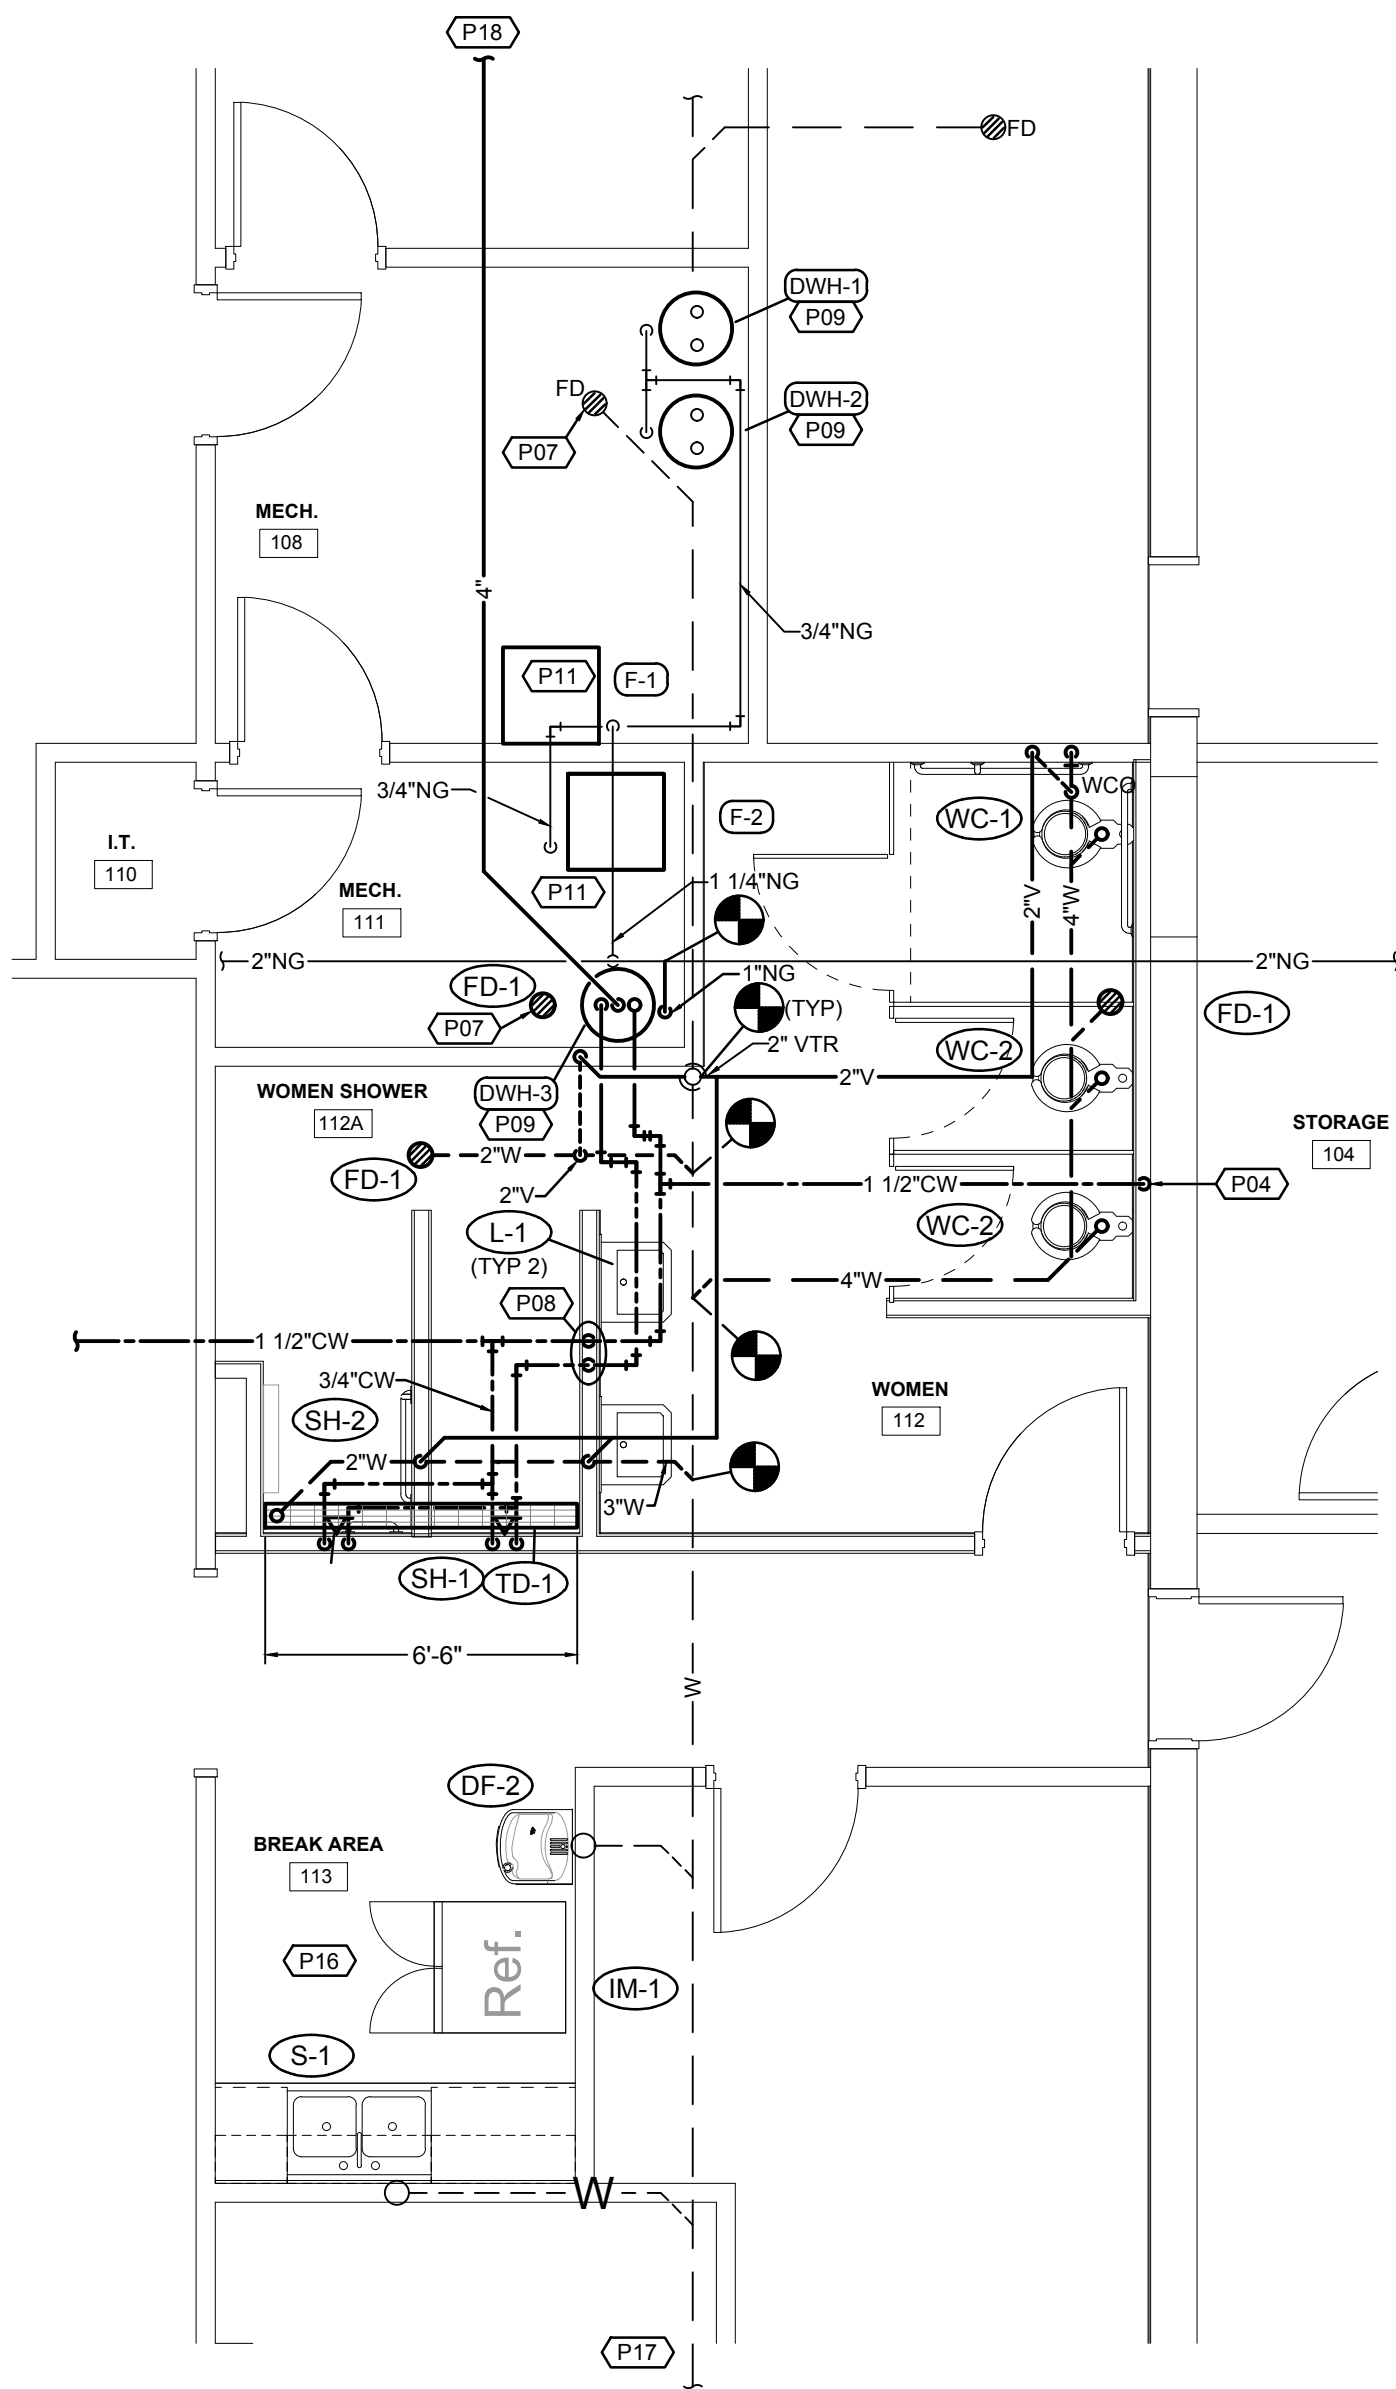 P18
FD
DWH-1
P09
FD
DWH-2
P09
P07
MECH.
108
4"
3/4"NG
P11
F-1
3/4"NG
F-2
WCO
WC-1
I.T.
110
MECH.
111
P11
1 1/4"NG
2"V
4"W
2"NG
2"NG
FD-1
1"NG
P07
(TYP)
FD-1
2" VTR
WC-2
2"V
WOMEN SHOWER
112A
DWH-3
P09
STORAGE
104
2"W
FD-1
2"V
1 1/2"CW
P04
L-1
(TYP 2)
WC-2
4"W
P08
1 1/2"CW
3/4"CW
WOMEN
112
SH-2
2"W
3"W
SH-1
TD-1
6'-6"
W
DF-2
BREAK AREA
113
P16
Ref.
IM-1
S-1
W
P17